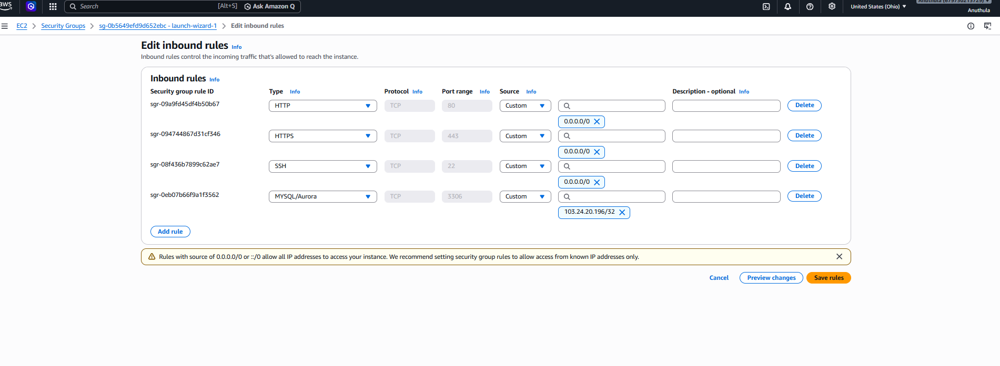 aws
Search [Alt+S] Ask Amazon Q
United States (Ohio)
Anuthula
EC2 Security Groups sg-0b5649efd9d652ebc - launch-wizard-1 Edit inbound rules
Edit inbound rules Info
Inbound rules control the incoming traffic that's allowed to reach the instance.
Inbound rules Info
Security group rule ID Type Info Protocol Info Port range Info Source Info Description - optional Info
sgr-09a9fd45df4b50b67 HTTP TCP 80 Custom Delete
0.0.0.0/0
sgr-094744867d31cf346 HTTPS TCP 443 Custom Delete
0.0.0.0/0
sgr-08f436b7899c62ae7 SSH TCP 22 Custom Delete
0.0.0.0/0
sgr-0eb07b66f9a1f3562 MYSQL/Aurora TCP 3306 Custom Delete
103.24.20.196/32
Add rule
Rules with source of 0.0.0.0/0 or ::/0 allow all IP addresses to access your instance. We recommend setting security group rules to allow access from known IP addresses only.
Cancel Preview changes Save rules